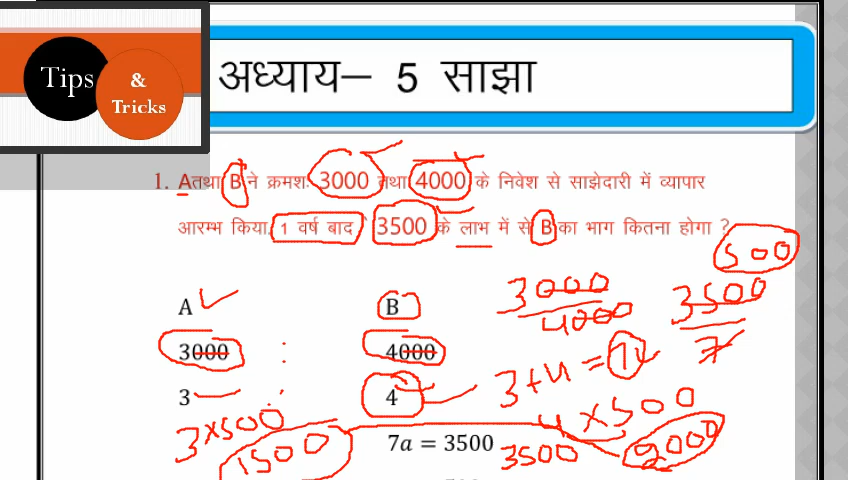 Tips
&
Tricks
अध्याय– 5 साझा
1. A तथा B ने क्रमशः 3000 तथा 4000 के निवेश से साझेदारी में व्यापार
आरम्भ किया, 1 वर्ष बाद ₹ 3500 के लाभ में से B का भाग कितना होगा ?
500
A B 3000 3500
4000 7
3000 : 4000
3 : 4 3+4=7
3×500 4×500
1500 7a = 3500 3500 2000